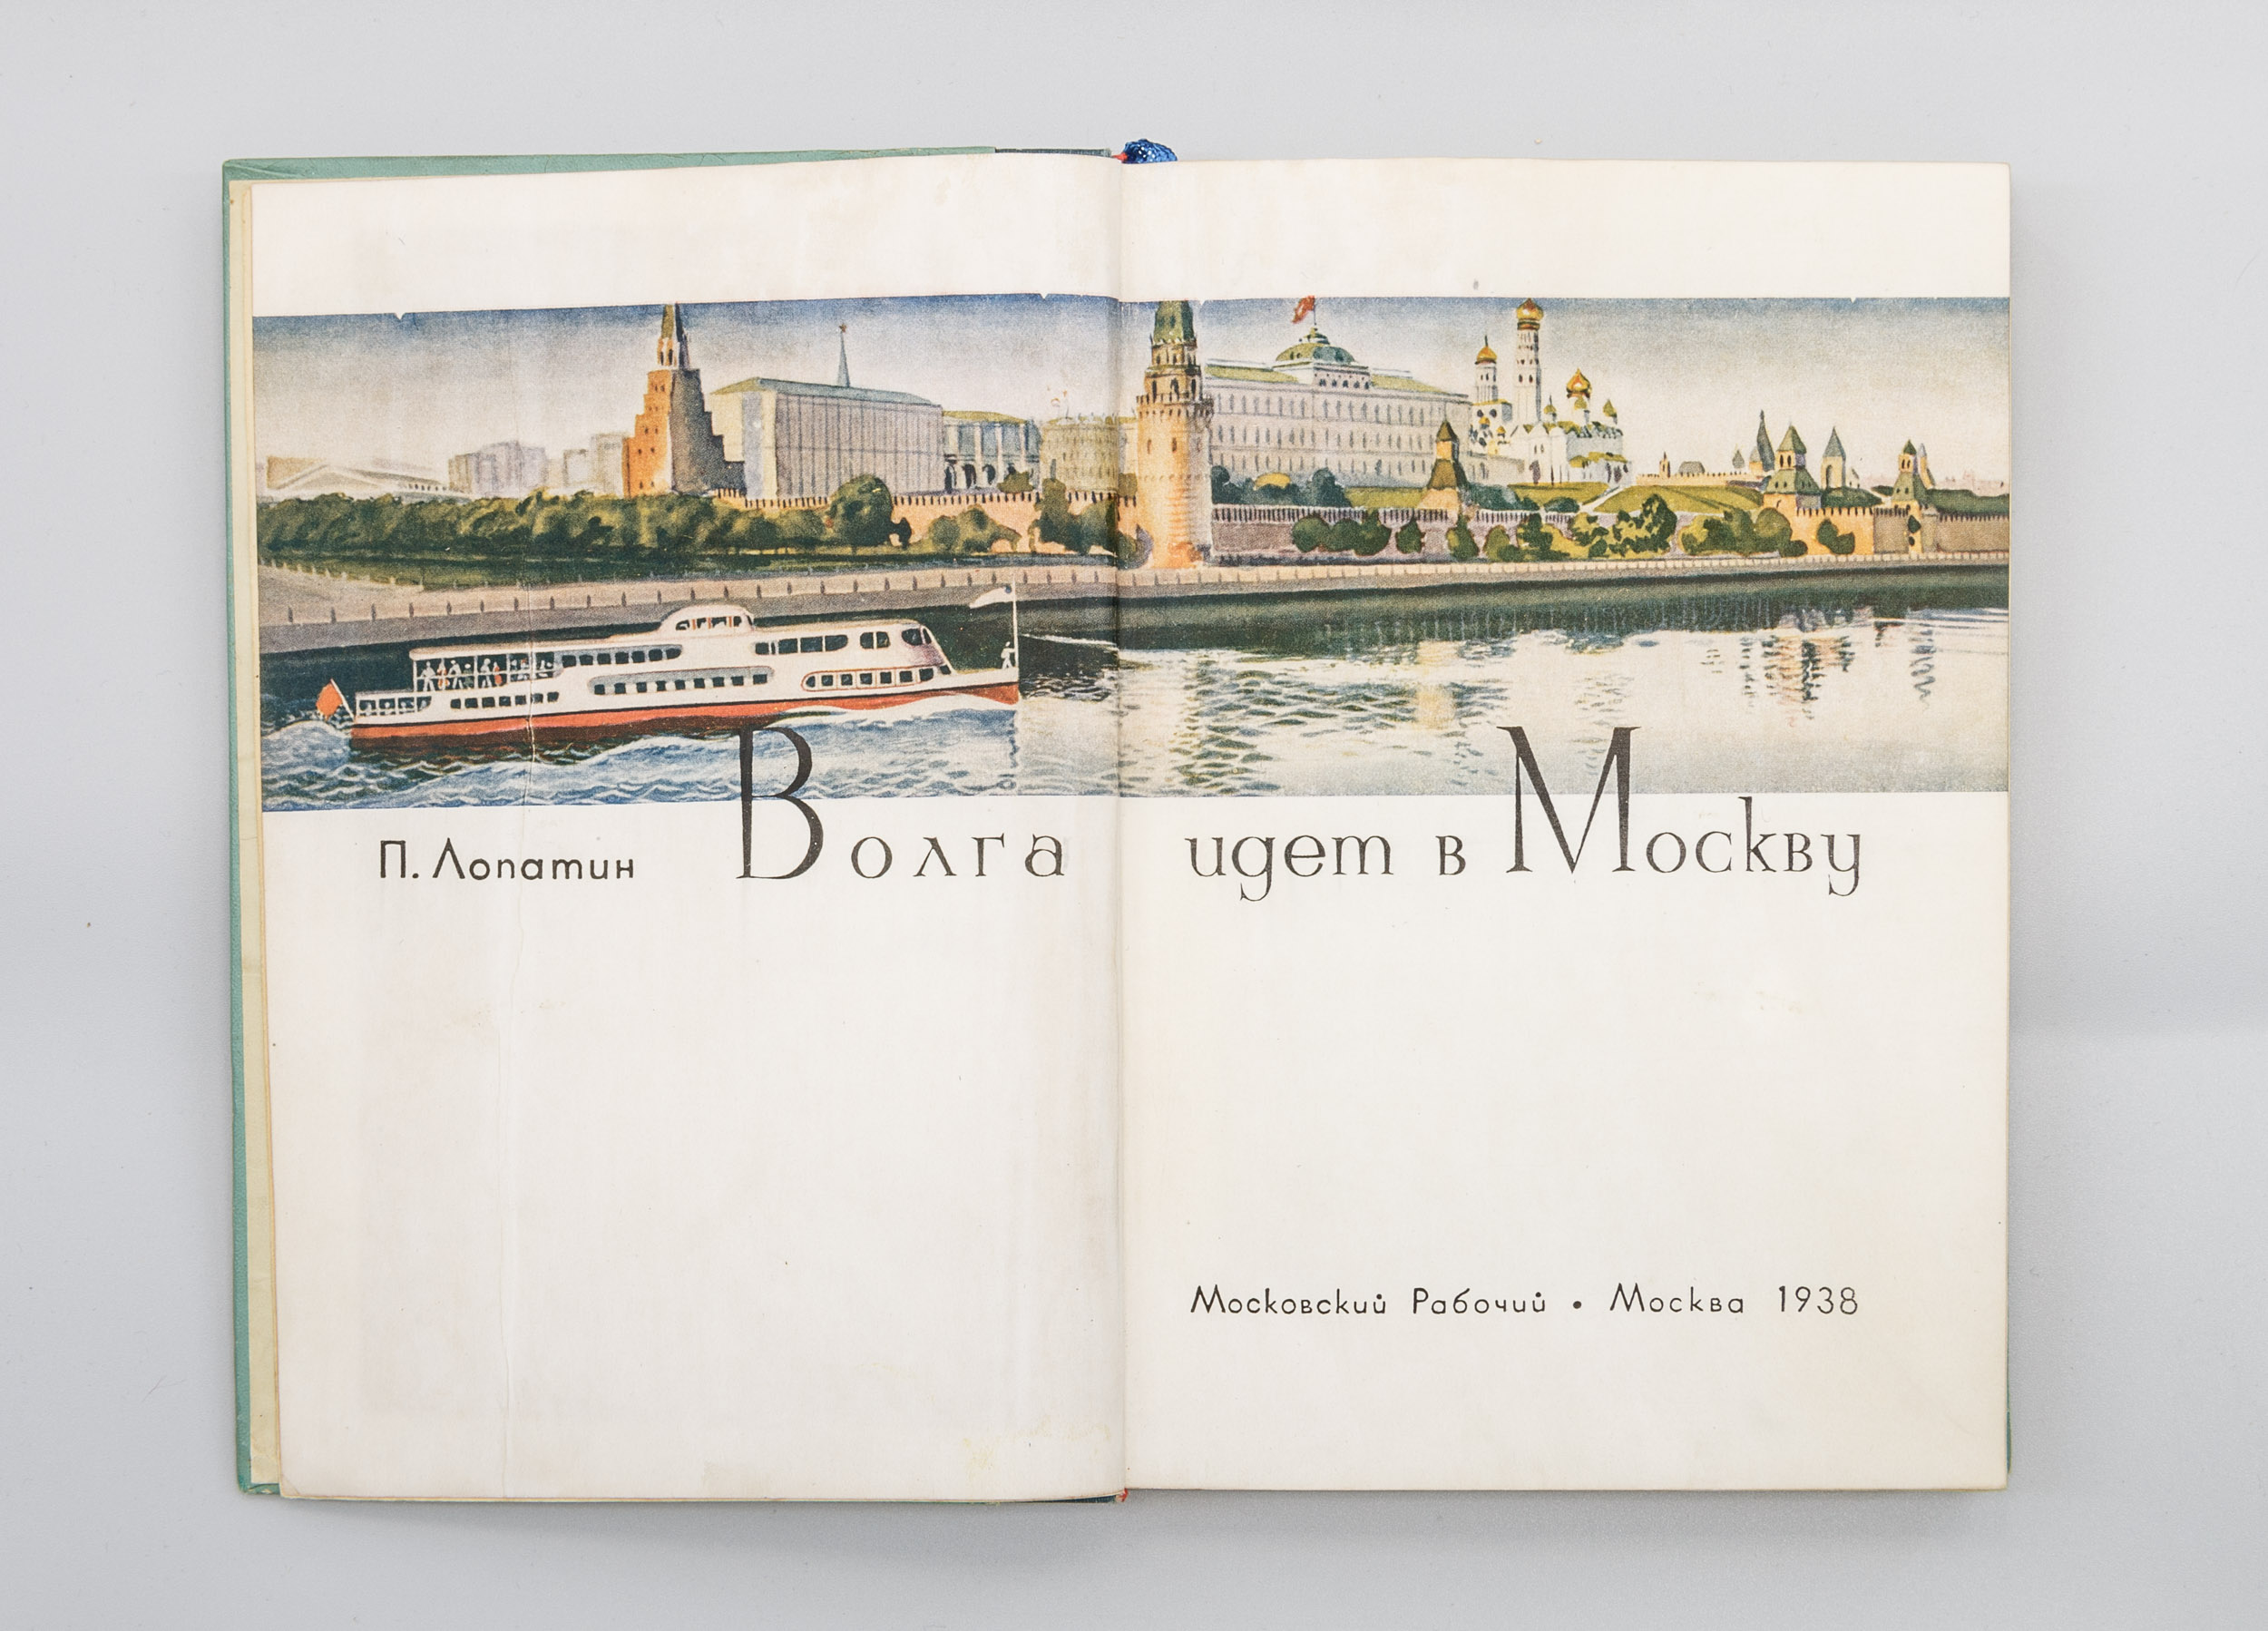 П. Лопатин Волга идет в Москву
Московский Рабочий • Москва 1938